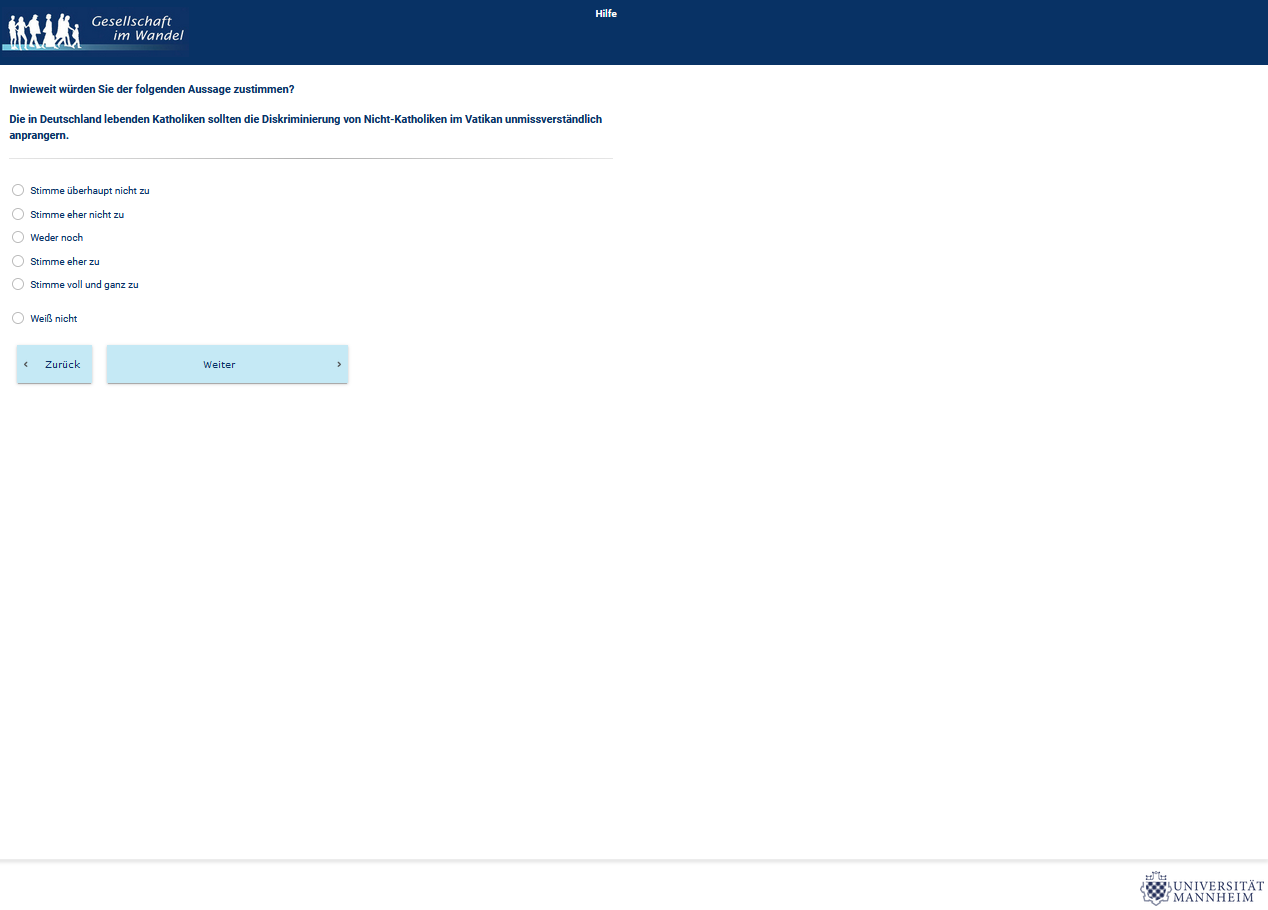 Gesellschaft
im Wandel
Hilfe
Inwieweit würden Sie der folgenden Aussage zustimmen?
Die in Deutschland lebenden Katholiken sollten die Diskriminierung von Nicht-Katholiken im Vatikan unmissverständlich
anprangern.
Stimme überhaupt nicht zu
Stimme eher nicht zu
Weder noch
Stimme eher zu
Stimme voll und ganz zu
Weiß nicht
‹ Zurück
Weiter ›
UNIVERSITÄT
MANNHEIM